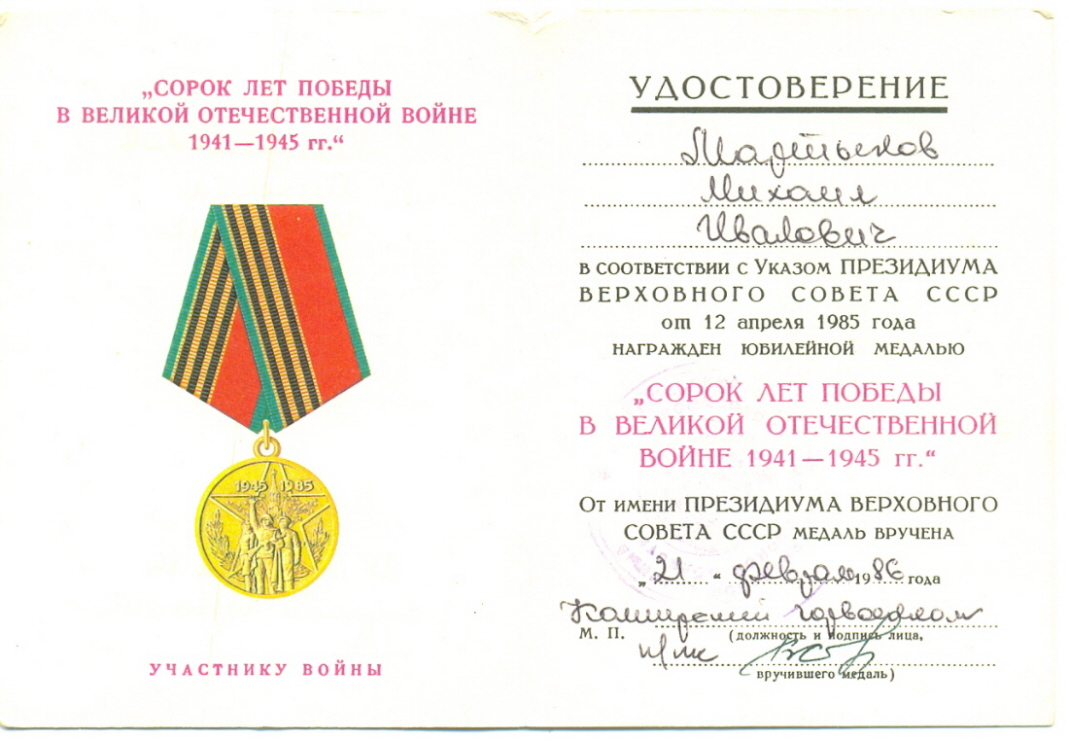 „СОРОК ЛЕТ ПОБЕДЫ
В ВЕЛИКОЙ ОТЕЧЕСТВЕННОЙ ВОЙНЕ
1941—1945 гг.“
1945 1985
УЧАСТНИКУ ВОЙНЫ
УДОСТОВЕРЕНИЕ
Мартынов
Михаил
Иванович
В СООТВЕТСТВИИ С УКАЗОМ ПРЕЗИДИУМА
ВЕРХОВНОГО СОВЕТА СССР
от 12 апреля 1985 года
НАГРАЖДЕН ЮБИЛЕЙНОЙ МЕДАЛЬЮ
„СОРОК ЛЕТ ПОБЕДЫ
В ВЕЛИКОЙ ОТЕЧЕСТВЕННОЙ
ВОЙНЕ 1941—1945 гг.“
ОТ ИМЕНИ ПРЕЗИДИУМА ВЕРХОВНОГО
СОВЕТА СССР МЕДАЛЬ ВРУЧЕНА
„21“ февраля 1986 года
Каширский горвоенком
М. П. (должность и подпись лица,
вручившего медаль)